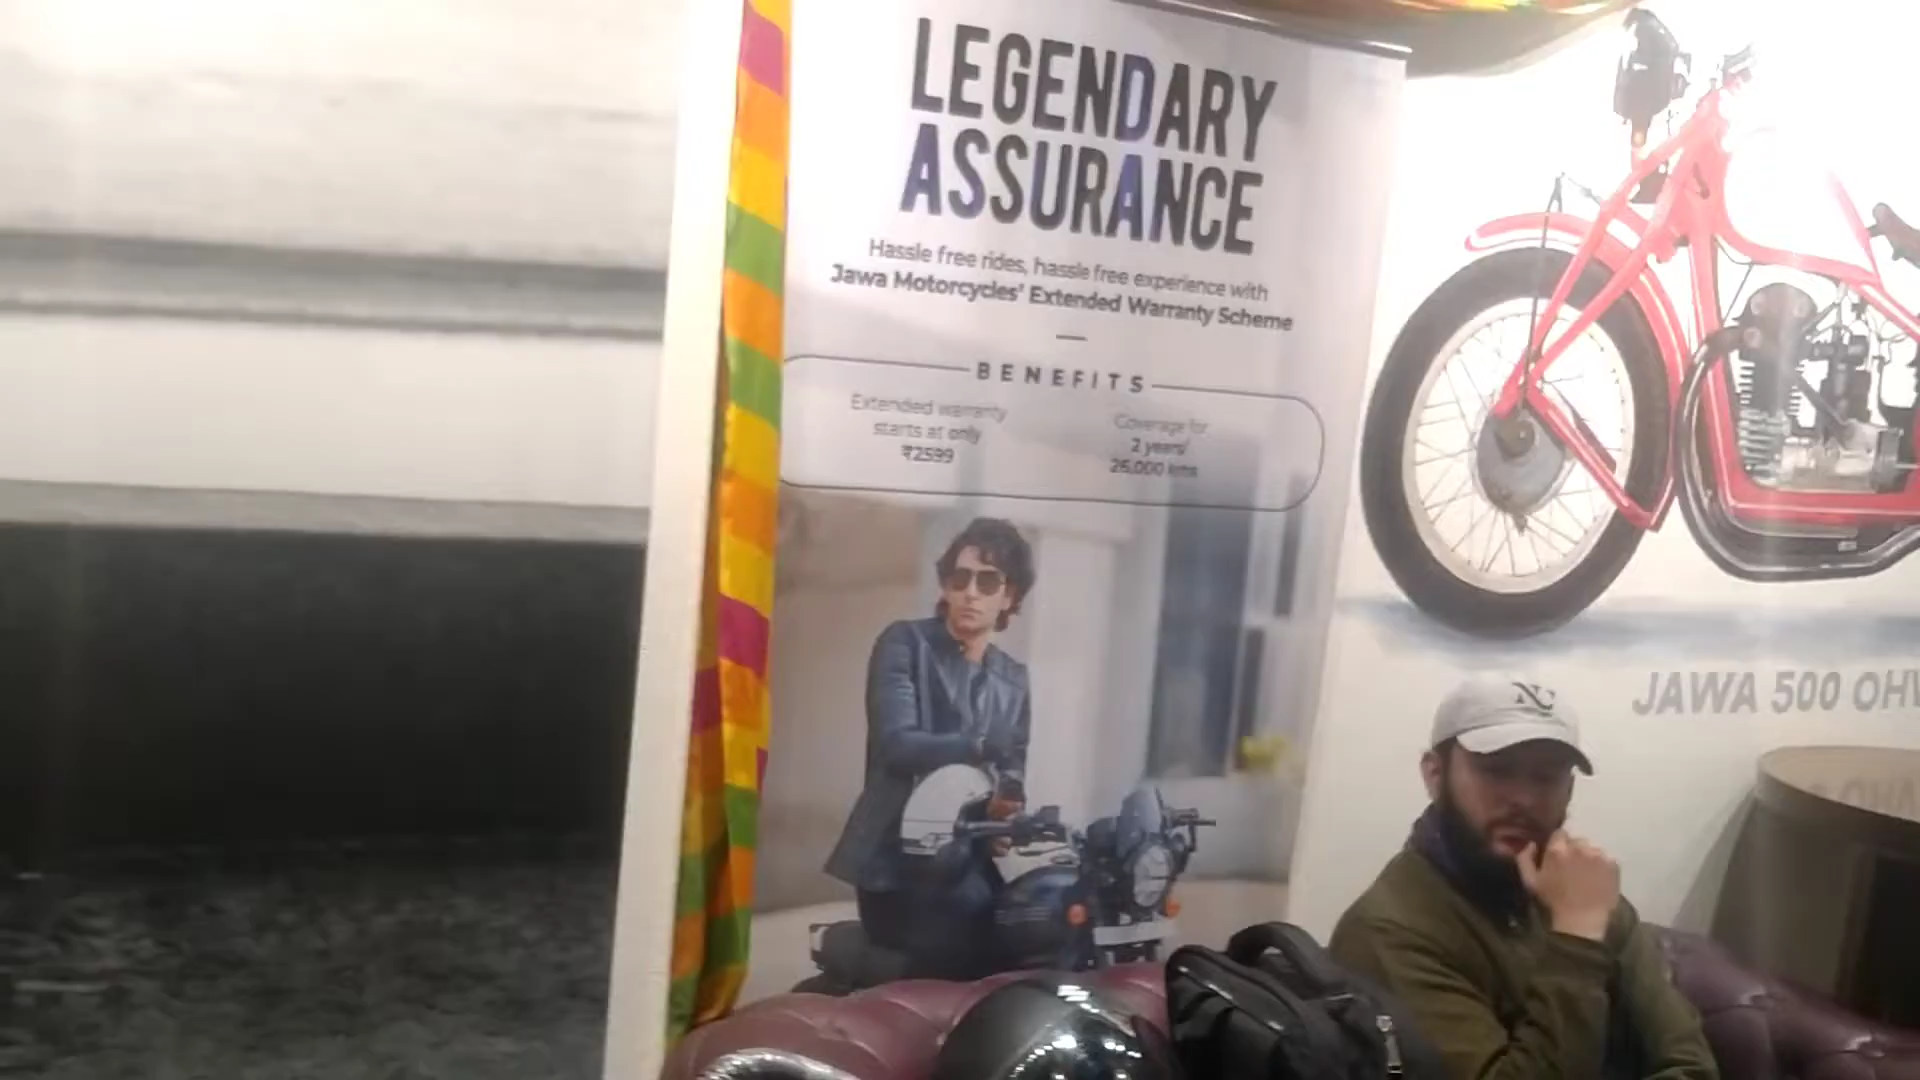 LEGENDARY
ASSURANCE
Hassle free rides, hassle free experience with
Jawa Motorcycles' Extended Warranty Scheme
BENEFITS
Extended warranty
starts at only
₹2599
Coverage for
2 years/
26,000 kms
JAWA 500 OHV
NC